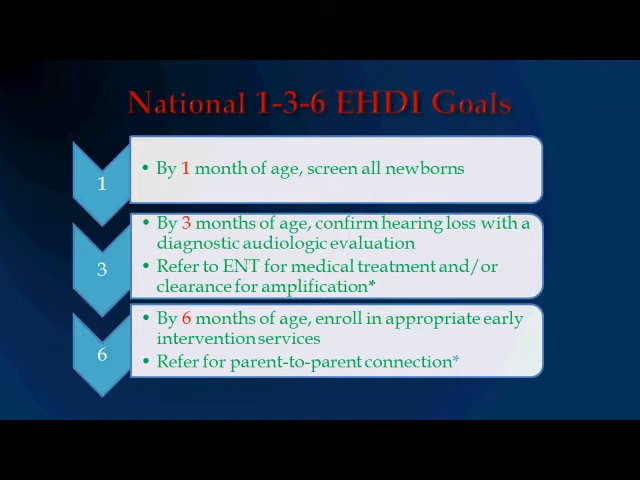 National 1-3-6 EHDI Goals
1
• By 1 month of age, screen all newborns
3
• By 3 months of age, confirm hearing loss with a
diagnostic audiologic evaluation
• Refer to ENT for medical treatment and/or
clearance for amplification*
6
• By 6 months of age, enroll in appropriate early
intervention services
• Refer for parent-to-parent connection*